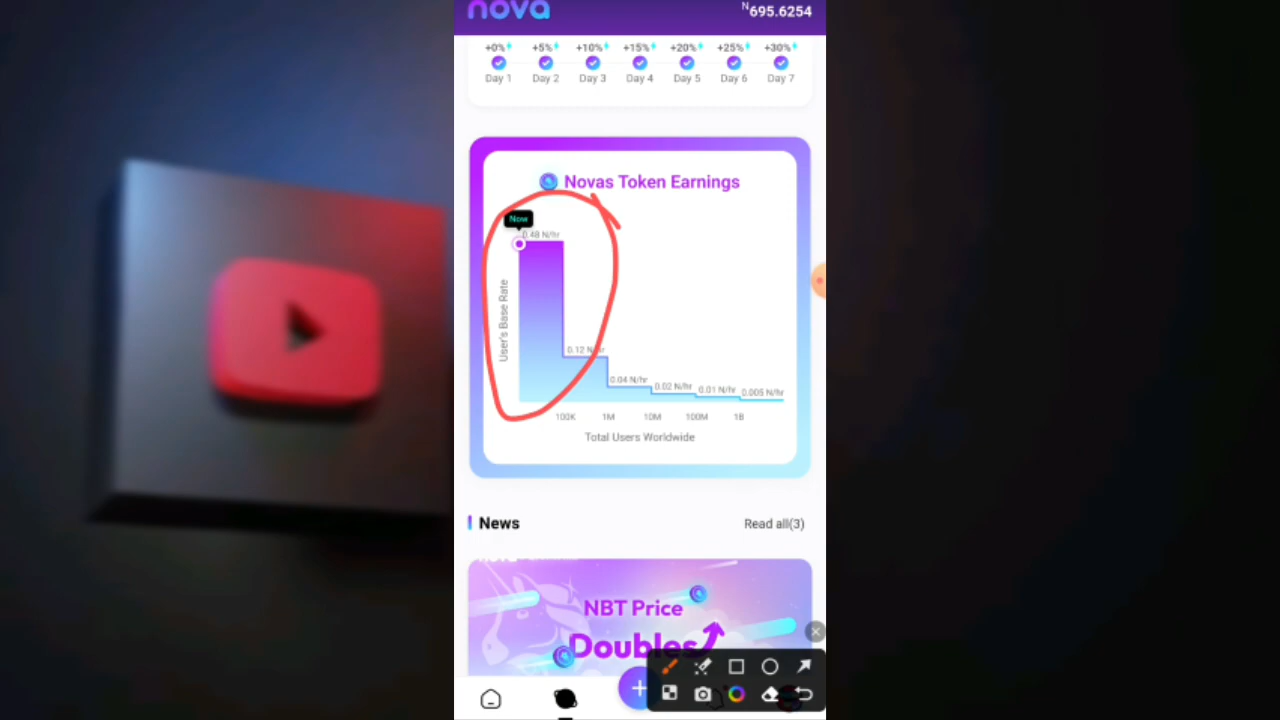 nova
N695.6254
+0% +5% +10% +15% +20% +25% +30%
Day 1 Day 2 Day 3 Day 4 Day 5 Day 6 Day 7
Novas Token Earnings
Now
0.48 N/hr
0.12 N/hr
0.04 N/hr
0.02 N/hr
0.01 N/hr
0.005 N/hr
User's Base Rate
100K 1M 10M 100M 1B
Total Users Worldwide
News
Read all(3)
NBT Price
Doubles